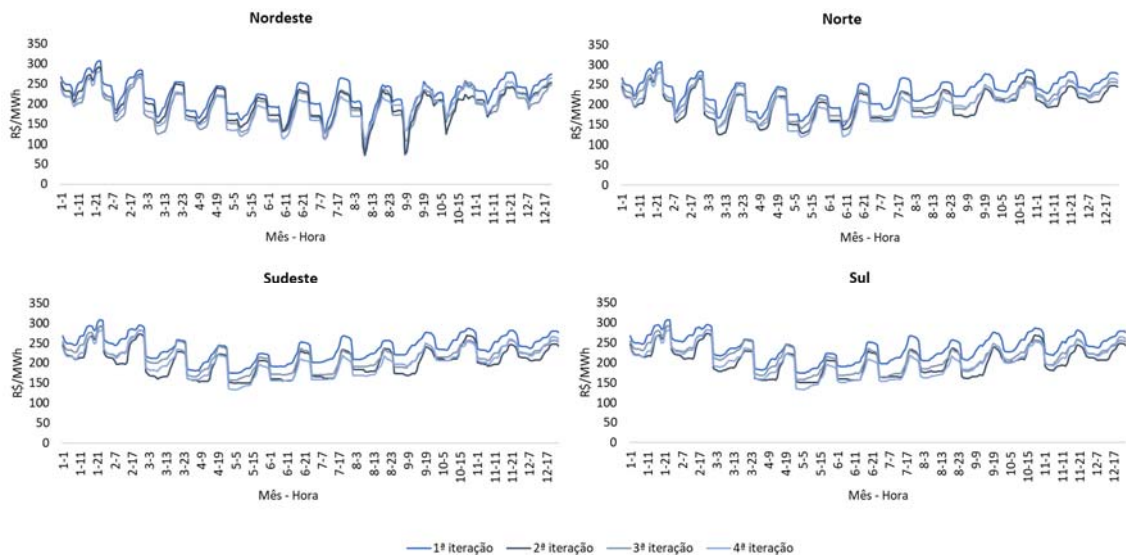 Nordeste
350
300
250
200
150
100
50
0
R$/MWh
1-1 1-11 1-21 2-7 2-17 3-3 3-13 3-23 4-9 4-19 5-5 5-15 6-1 6-11 6-21 7-7 7-17 8-3 8-13 8-23 9-9 9-19 10-5 10-15 11-1 11-11 11-21 12-7 12-17
Mês - Hora
Norte
350
300
250
200
150
100
50
0
R$/MWh
1-1 1-11 1-21 2-7 2-17 3-3 3-13 3-23 4-9 4-19 5-5 5-15 6-1 6-11 6-21 7-7 7-17 8-3 8-13 8-23 9-9 9-19 10-5 10-15 11-1 11-11 11-21 12-7 12-17
Mês - Hora
Sudeste
350
300
250
200
150
100
50
0
R$/MWh
1-1 1-11 1-21 2-7 2-17 3-3 3-13 3-23 4-9 4-19 5-5 5-15 6-1 6-11 6-21 7-7 7-17 8-3 8-13 8-23 9-9 9-19 10-5 10-15 11-1 11-11 11-21 12-7 12-17
Mês - Hora
Sul
350
300
250
200
150
100
50
0
R$/MWh
1-1 1-11 1-21 2-7 2-17 3-3 3-13 3-23 4-9 4-19 5-5 5-15 6-1 6-11 6-21 7-7 7-17 8-3 8-13 8-23 9-9 9-19 10-5 10-15 11-1 11-11 11-21 12-7 12-17
Mês - Hora
1ª iteração 2ª iteração 3ª iteração 4ª iteração